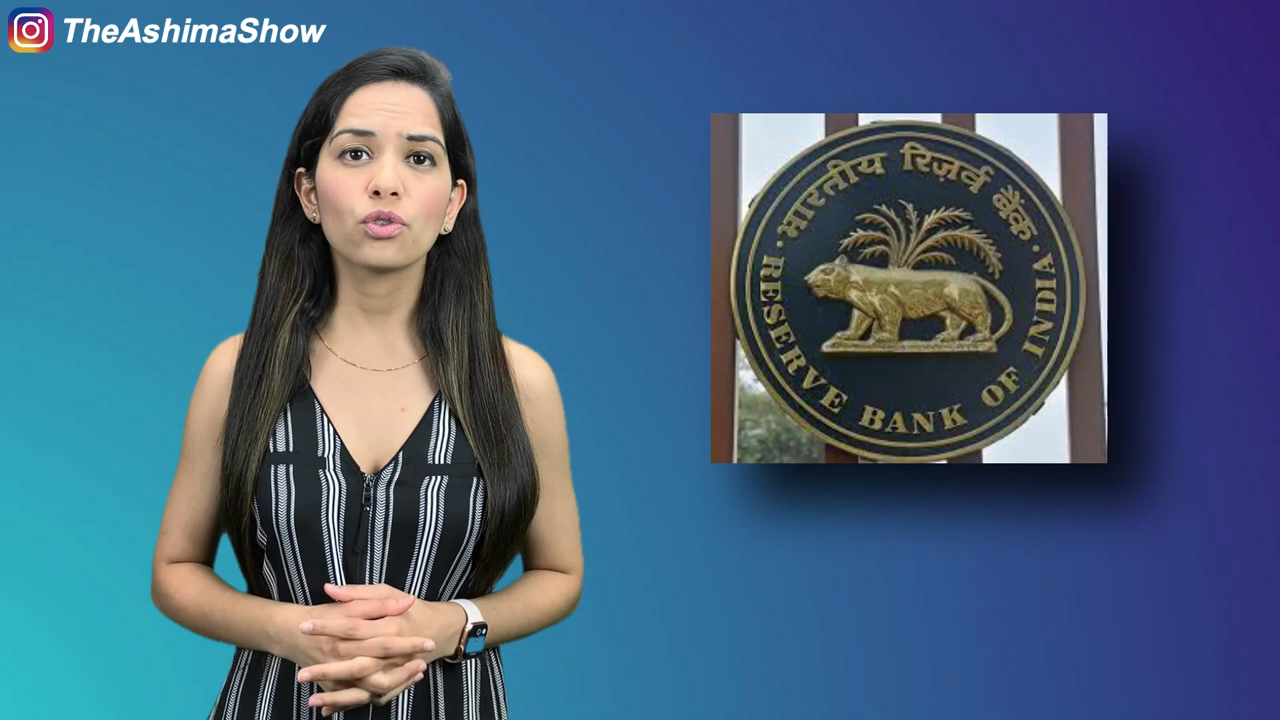 TheAshimaShow
· भारतीय रिज़र्व बैंक ·
RESERVE BANK OF INDIA